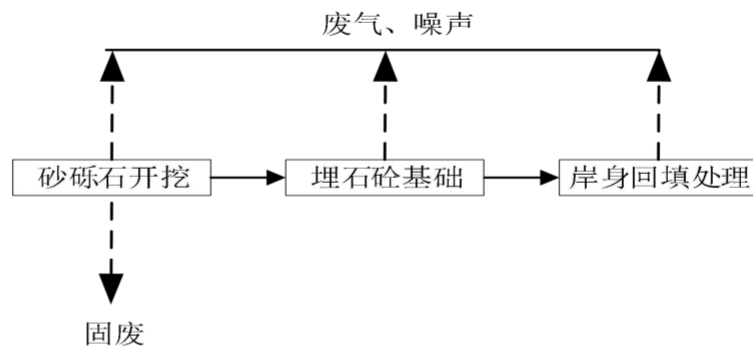 废气、噪声
砂砾石开挖
埋石砼基础
岸身回填处理
固废